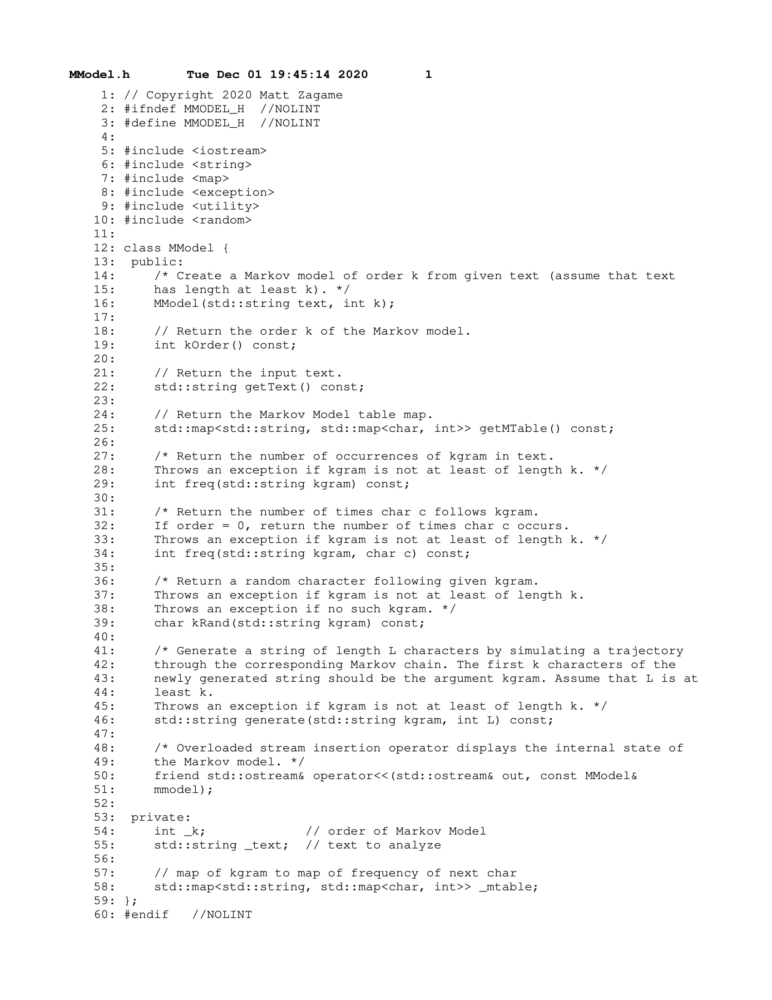 MModel.h Tue Dec 01 19:45:14 2020 1
1: // Copyright 2020 Matt Zagame
2: #ifndef MMODEL_H  //NOLINT
3: #define MMODEL_H  //NOLINT
4:
5: #include <iostream>
6: #include <string>
7: #include <map>
8: #include <exception>
9: #include <utility>
10: #include <random>
11:
12: class MModel {
13:  public:
14:     /* Create a Markov model of order k from given text (assume that text
15:     has length at least k). */
16:     MModel(std::string text, int k);
17:
18:     // Return the order k of the Markov model.
19:     int kOrder() const;
20:
21:     // Return the input text.
22:     std::string getText() const;
23:
24:     // Return the Markov Model table map.
25:     std::map<std::string, std::map<char, int>> getMTable() const;
26:
27:     /* Return the number of occurrences of kgram in text.
28:     Throws an exception if kgram is not at least of length k. */
29:     int freq(std::string kgram) const;
30:
31:     /* Return the number of times char c follows kgram.
32:     If order = 0, return the number of times char c occurs.
33:     Throws an exception if kgram is not at least of length k. */
34:     int freq(std::string kgram, char c) const;
35:
36:     /* Return a random character following given kgram.
37:     Throws an exception if kgram is not at least of length k.
38:     Throws an exception if no such kgram. */
39:     char kRand(std::string kgram) const;
40:
41:     /* Generate a string of length L characters by simulating a trajectory
42:     through the corresponding Markov chain. The first k characters of the
43:     newly generated string should be the argument kgram. Assume that L is at
44:     least k.
45:     Throws an exception if kgram is not at least of length k. */
46:     std::string generate(std::string kgram, int L) const;
47:
48:     /* Overloaded stream insertion operator displays the internal state of
49:     the Markov model. */
50:     friend std::ostream& operator<<(std::ostream& out, const MModel&
51:     mmodel);
52:
53:  private:
54:     int _k;             // order of Markov Model
55:     std::string _text;  // text to analyze
56:
57:     // map of kgram to map of frequency of next char
58:     std::map<std::string, std::map<char, int>> _mtable;
59: };
60: #endif   //NOLINT